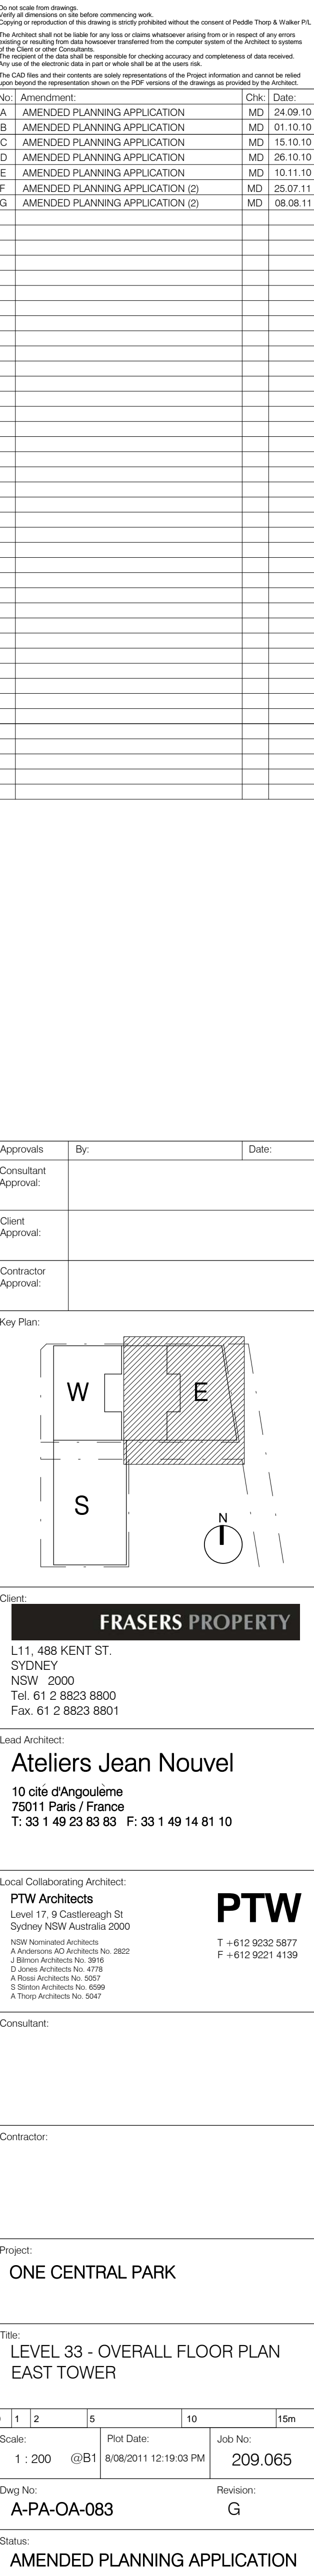 Do not scale from drawings.
Verify all dimensions on site before commencing work.
Copying or reproduction of this drawing is strictly prohibited without the consent of Peddle Thorp & Walker P/L
The Architect shall not be liable for any loss or claims whatsoever arising from or in respect of any errors
existing or resulting from data howsoever transferred from the computer system of the Architect to systems
of the Client or other Consultants.
The recipient of the data shall be responsible for checking accuracy and completeness of data received.
Any use of the electronic data in part or whole shall be at the users risk.
The CAD files and their contents are solely representations of the Project information and cannot be relied
upon beyond the representation shown on the PDF versions of the drawings as provided by the Architect.
No: Amendment: Chk: Date:
A AMENDED PLANNING APPLICATION MD 24.09.10
B AMENDED PLANNING APPLICATION MD 01.10.10
C AMENDED PLANNING APPLICATION MD 15.10.10
D AMENDED PLANNING APPLICATION MD 26.10.10
E AMENDED PLANNING APPLICATION MD 10.11.10
F AMENDED PLANNING APPLICATION (2) MD 25.07.11
G AMENDED PLANNING APPLICATION (2) MD 08.08.11
Approvals By: Date:
Consultant
Approval:
Client
Approval:
Contractor
Approval:
Key Plan:
W E
S
N
Client:
FRASERS PROPERTY
L11, 488 KENT ST.
SYDNEY
NSW 2000
Tel. 61 2 8823 8800
Fax. 61 2 8823 8801
Lead Architect:
Ateliers Jean Nouvel
10 cité d'Angoulème
75011 Paris / France
T: 33 1 49 23 83 83 F: 33 1 49 14 81 10
Local Collaborating Architect:
PTW Architects
Level 17, 9 Castlereagh St
Sydney NSW Australia 2000
NSW Nominated Architects
A Andersons AO Architects No. 2822
J Bilmon Architects No. 3916
D Jones Architects No. 4778
A Rossi Architects No. 5057
S Stinton Architects No. 6599
A Thorp Architects No. 5047
PTW
T +612 9232 5877
F +612 9221 4139
Consultant:
Contractor:
Project:
ONE CENTRAL PARK
Title:
LEVEL 33 - OVERALL FLOOR PLAN
EAST TOWER
1 2 5 10 15m
Scale: Plot Date: Job No:
1 : 200 @B1 8/08/2011 12:19:03 PM 209.065
Dwg No: Revision:
A-PA-OA-083 G
Status:
AMENDED PLANNING APPLICATION